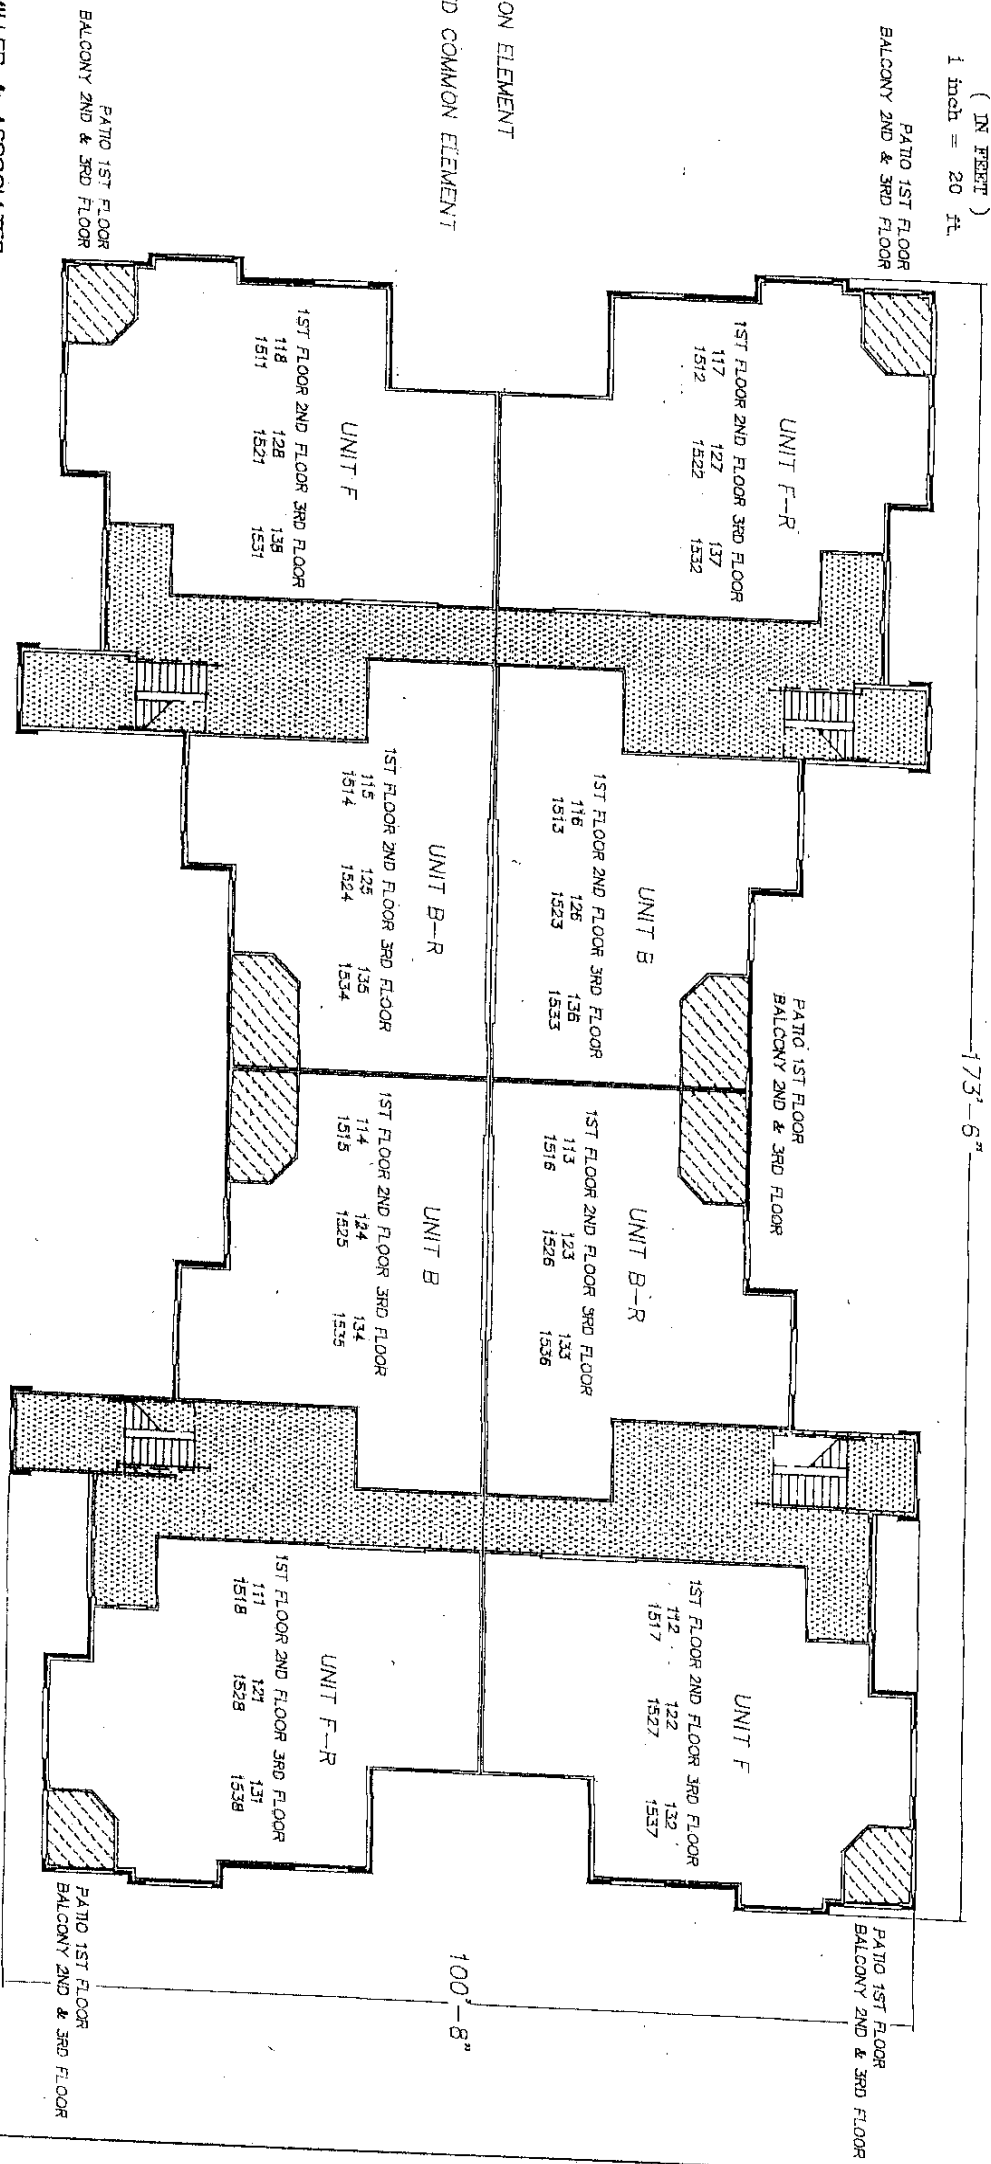 ( IN FEET )
1 inch = 20 ft.
PATIO 1ST FLOOR
BALCONY 2ND & 3RD FLOOR
173'-6"
UNIT F-R
1ST FLOOR 2ND FLOOR 3RD FLOOR
117 127 137
1512 1522 1532
UNIT B
1ST FLOOR 2ND FLOOR 3RD FLOOR
116 126 136
1513 1523 1533
PATIO 1ST FLOOR
BALCONY 2ND & 3RD FLOOR
UNIT B-R
1ST FLOOR 2ND FLOOR 3RD FLOOR
113 123 133
1516 1526 1536
UNIT F
1ST FLOOR 2ND FLOOR 3RD FLOOR
112 122 132
1517 1527 1537
PATIO 1ST FLOOR
BALCONY 2ND & 3RD FLOOR
ON ELEMENT
D COMMON ELEMENT
UNIT F
1ST FLOOR 2ND FLOOR 3RD FLOOR
118 128 138
1511 1521 1531
UNIT B-R
1ST FLOOR 2ND FLOOR 3RD FLOOR
115 125 135
1514 1524 1534
UNIT B
1ST FLOOR 2ND FLOOR 3RD FLOOR
114 124 134
1515 1525 1535
UNIT F-R
1ST FLOOR 2ND FLOOR 3RD FLOOR
111 121 131
1518 1528 1538
100'-8"
PATIO 1ST FLOOR
BALCONY 2ND & 3RD FLOOR
PATIO 1ST FLOOR
BALCONY 2ND & 3RD FLOOR